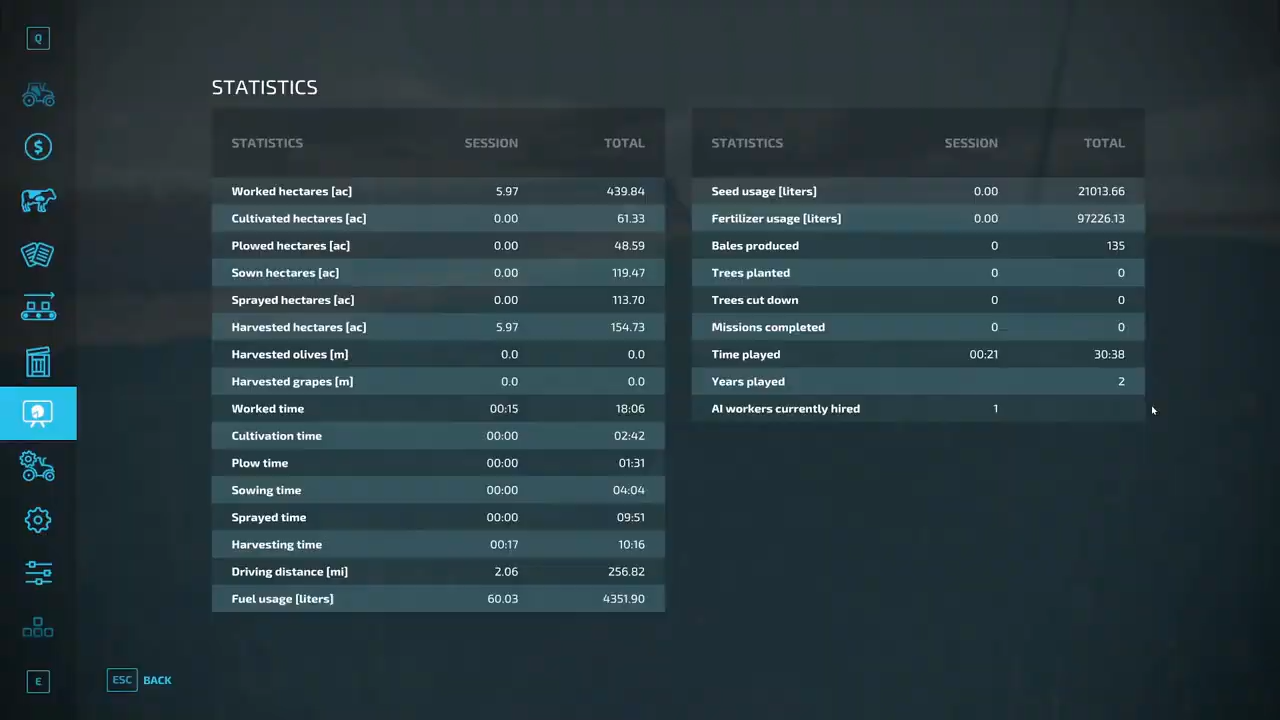 Q
STATISTICS
STATISTICS SESSION TOTAL
Worked hectares [ac] 5.97 439.84
Cultivated hectares [ac] 0.00 61.33
Plowed hectares [ac] 0.00 48.59
Sown hectares [ac] 0.00 119.47
Sprayed hectares [ac] 0.00 113.70
Harvested hectares [ac] 5.97 154.73
Harvested olives [m] 0.0 0.0
Harvested grapes [m] 0.0 0.0
Worked time 00:15 18:06
Cultivation time 00:00 02:42
Plow time 00:00 01:31
Sowing time 00:00 04:04
Sprayed time 00:00 09:51
Harvesting time 00:17 10:16
Driving distance [mi] 2.06 256.82
Fuel usage [liters] 60.03 4351.90
STATISTICS SESSION TOTAL
Seed usage [liters] 0.00 21013.66
Fertilizer usage [liters] 0.00 97226.13
Bales produced 0 135
Trees planted 0 0
Trees cut down 0 0
Missions completed 0 0
Time played 00:21 30:38
Years played 2
AI workers currently hired 1
E
ESC BACK